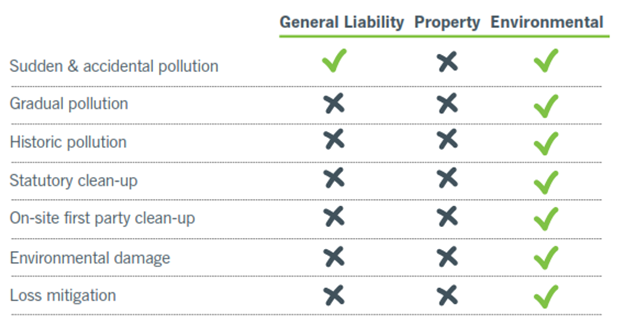 General Liability Property Environmental
Sudden & accidental pollution
Gradual pollution
Historic pollution
Statutory clean-up
On-site first party clean-up
Environmental damage
Loss mitigation